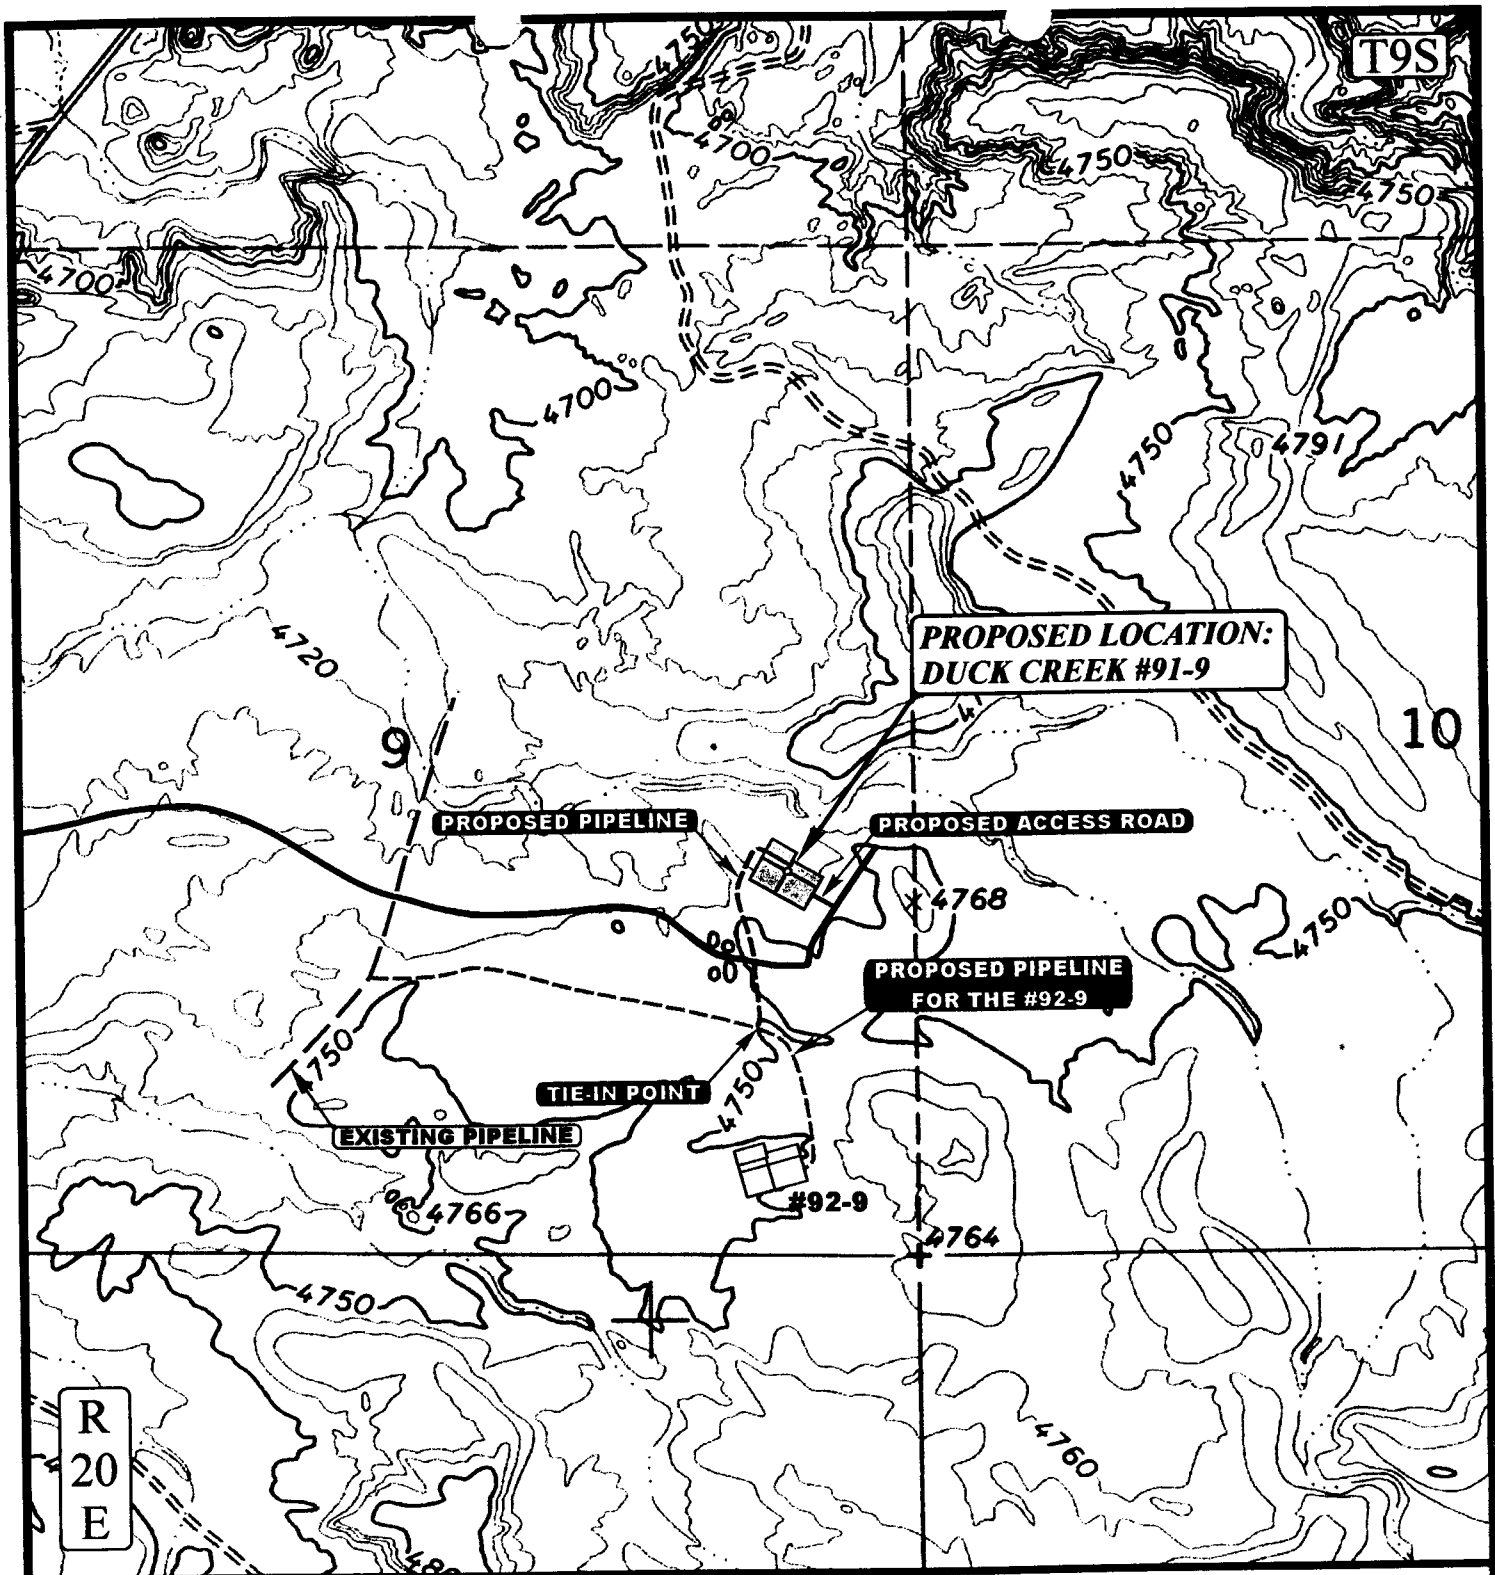 4750
T9S
4700
4750
4750
4700
4700
4750
4791
4720
PROPOSED LOCATION:
DUCK CREEK #91-9
9
10
PROPOSED PIPELINE
PROPOSED ACCESS ROAD
4768
4750
PROPOSED PIPELINE
FOR THE #92-9
4750
TIE-IN POINT
4750
EXISTING PIPELINE
#92-9
4766
4764
4750
R
20
E
4760